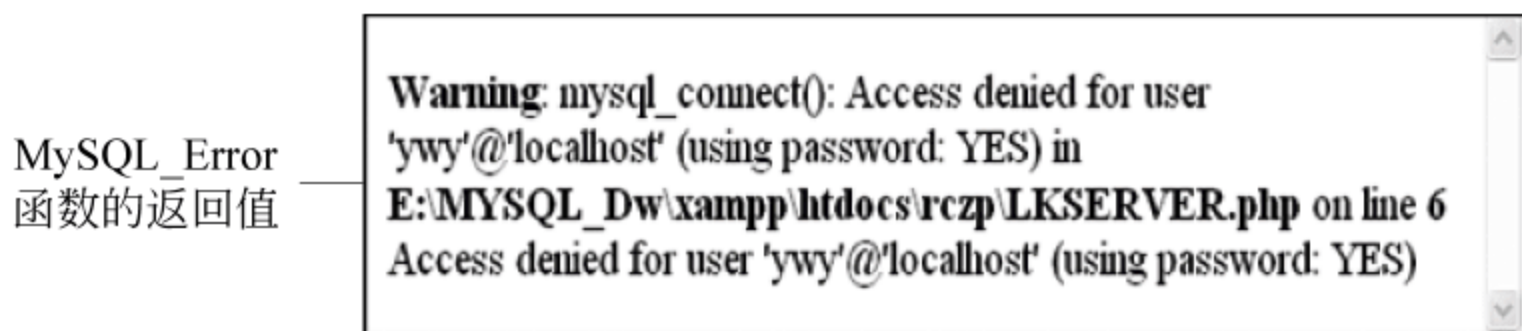 MySQL_Error
函数的返回值
Warning: mysql_connect(): Access denied for user
'ywy'@'localhost' (using password: YES) in
E:\MYSQL_Dw\xampp\htdocs\rczp\LKSERVER.php on line 6
Access denied for user 'ywy'@'localhost' (using password: YES)